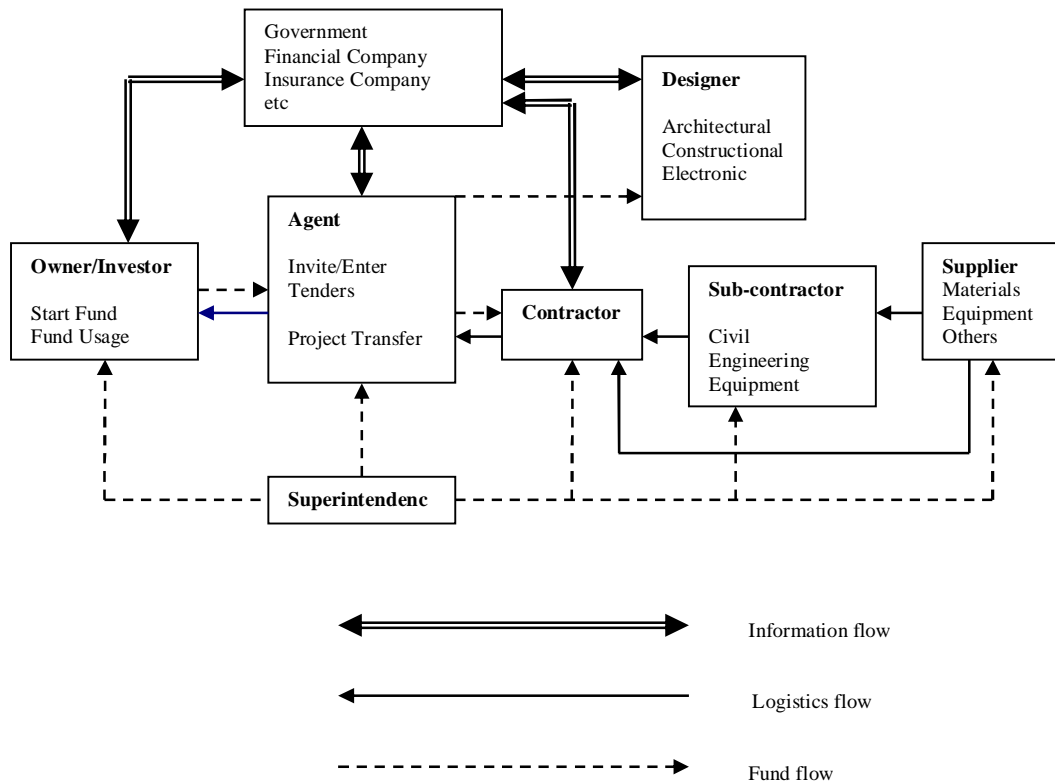 Government
Financial Company
Insurance Company
etc
Designer
Architectural
Constructional
Electronic
Agent
Invite/Enter
Tenders
Project Transfer
Owner/Investor
Start Fund
Fund Usage
Contractor
Sub-contractor
Civil
Engineering
Equipment
Supplier
Materials
Equipment
Others
Superintendenc
Information flow
Logistics flow
Fund flow